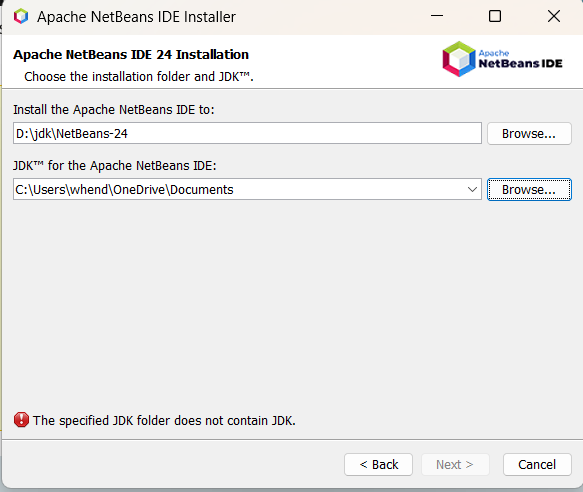 Apache NetBeans IDE Installer
Apache NetBeans IDE 24 Installation
Choose the installation folder and JDK™.
Apache
NetBeans IDE
Install the Apache NetBeans IDE to:
D:\jdk\NetBeans-24
Browse...
JDK™ for the Apache NetBeans IDE:
C:\Users\whend\OneDrive\Documents
Browse...
The specified JDK folder does not contain JDK.
< Back
Next >
Cancel